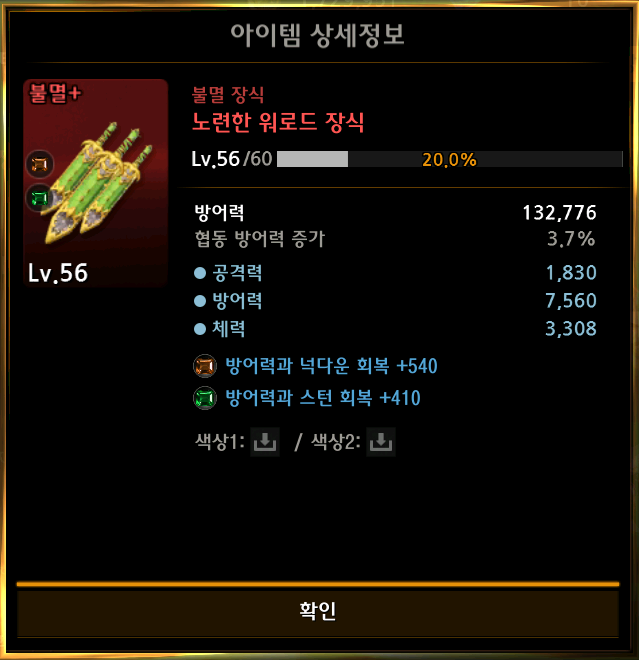 아이템 상세정보
불멸+
불멸 장식
노련한 워로드 장식
Lv.56/60 20.0%
Lv.56
방어력 132,776
협동 방어력 증가 3.7%
공격력 1,830
방어력 7,560
체력 3,308
방어력과 넉다운 회복 +540
방어력과 스턴 회복 +410
색상1: / 색상2:
확인